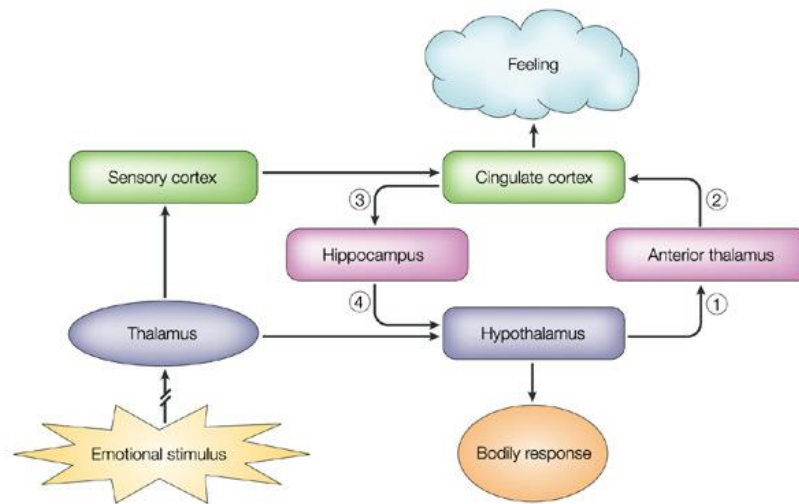 Feeling
Sensory cortex
Cingulate cortex
③
②
Hippocampus
Anterior thalamus
④
①
Thalamus
Hypothalamus
Emotional stimulus
Bodily response